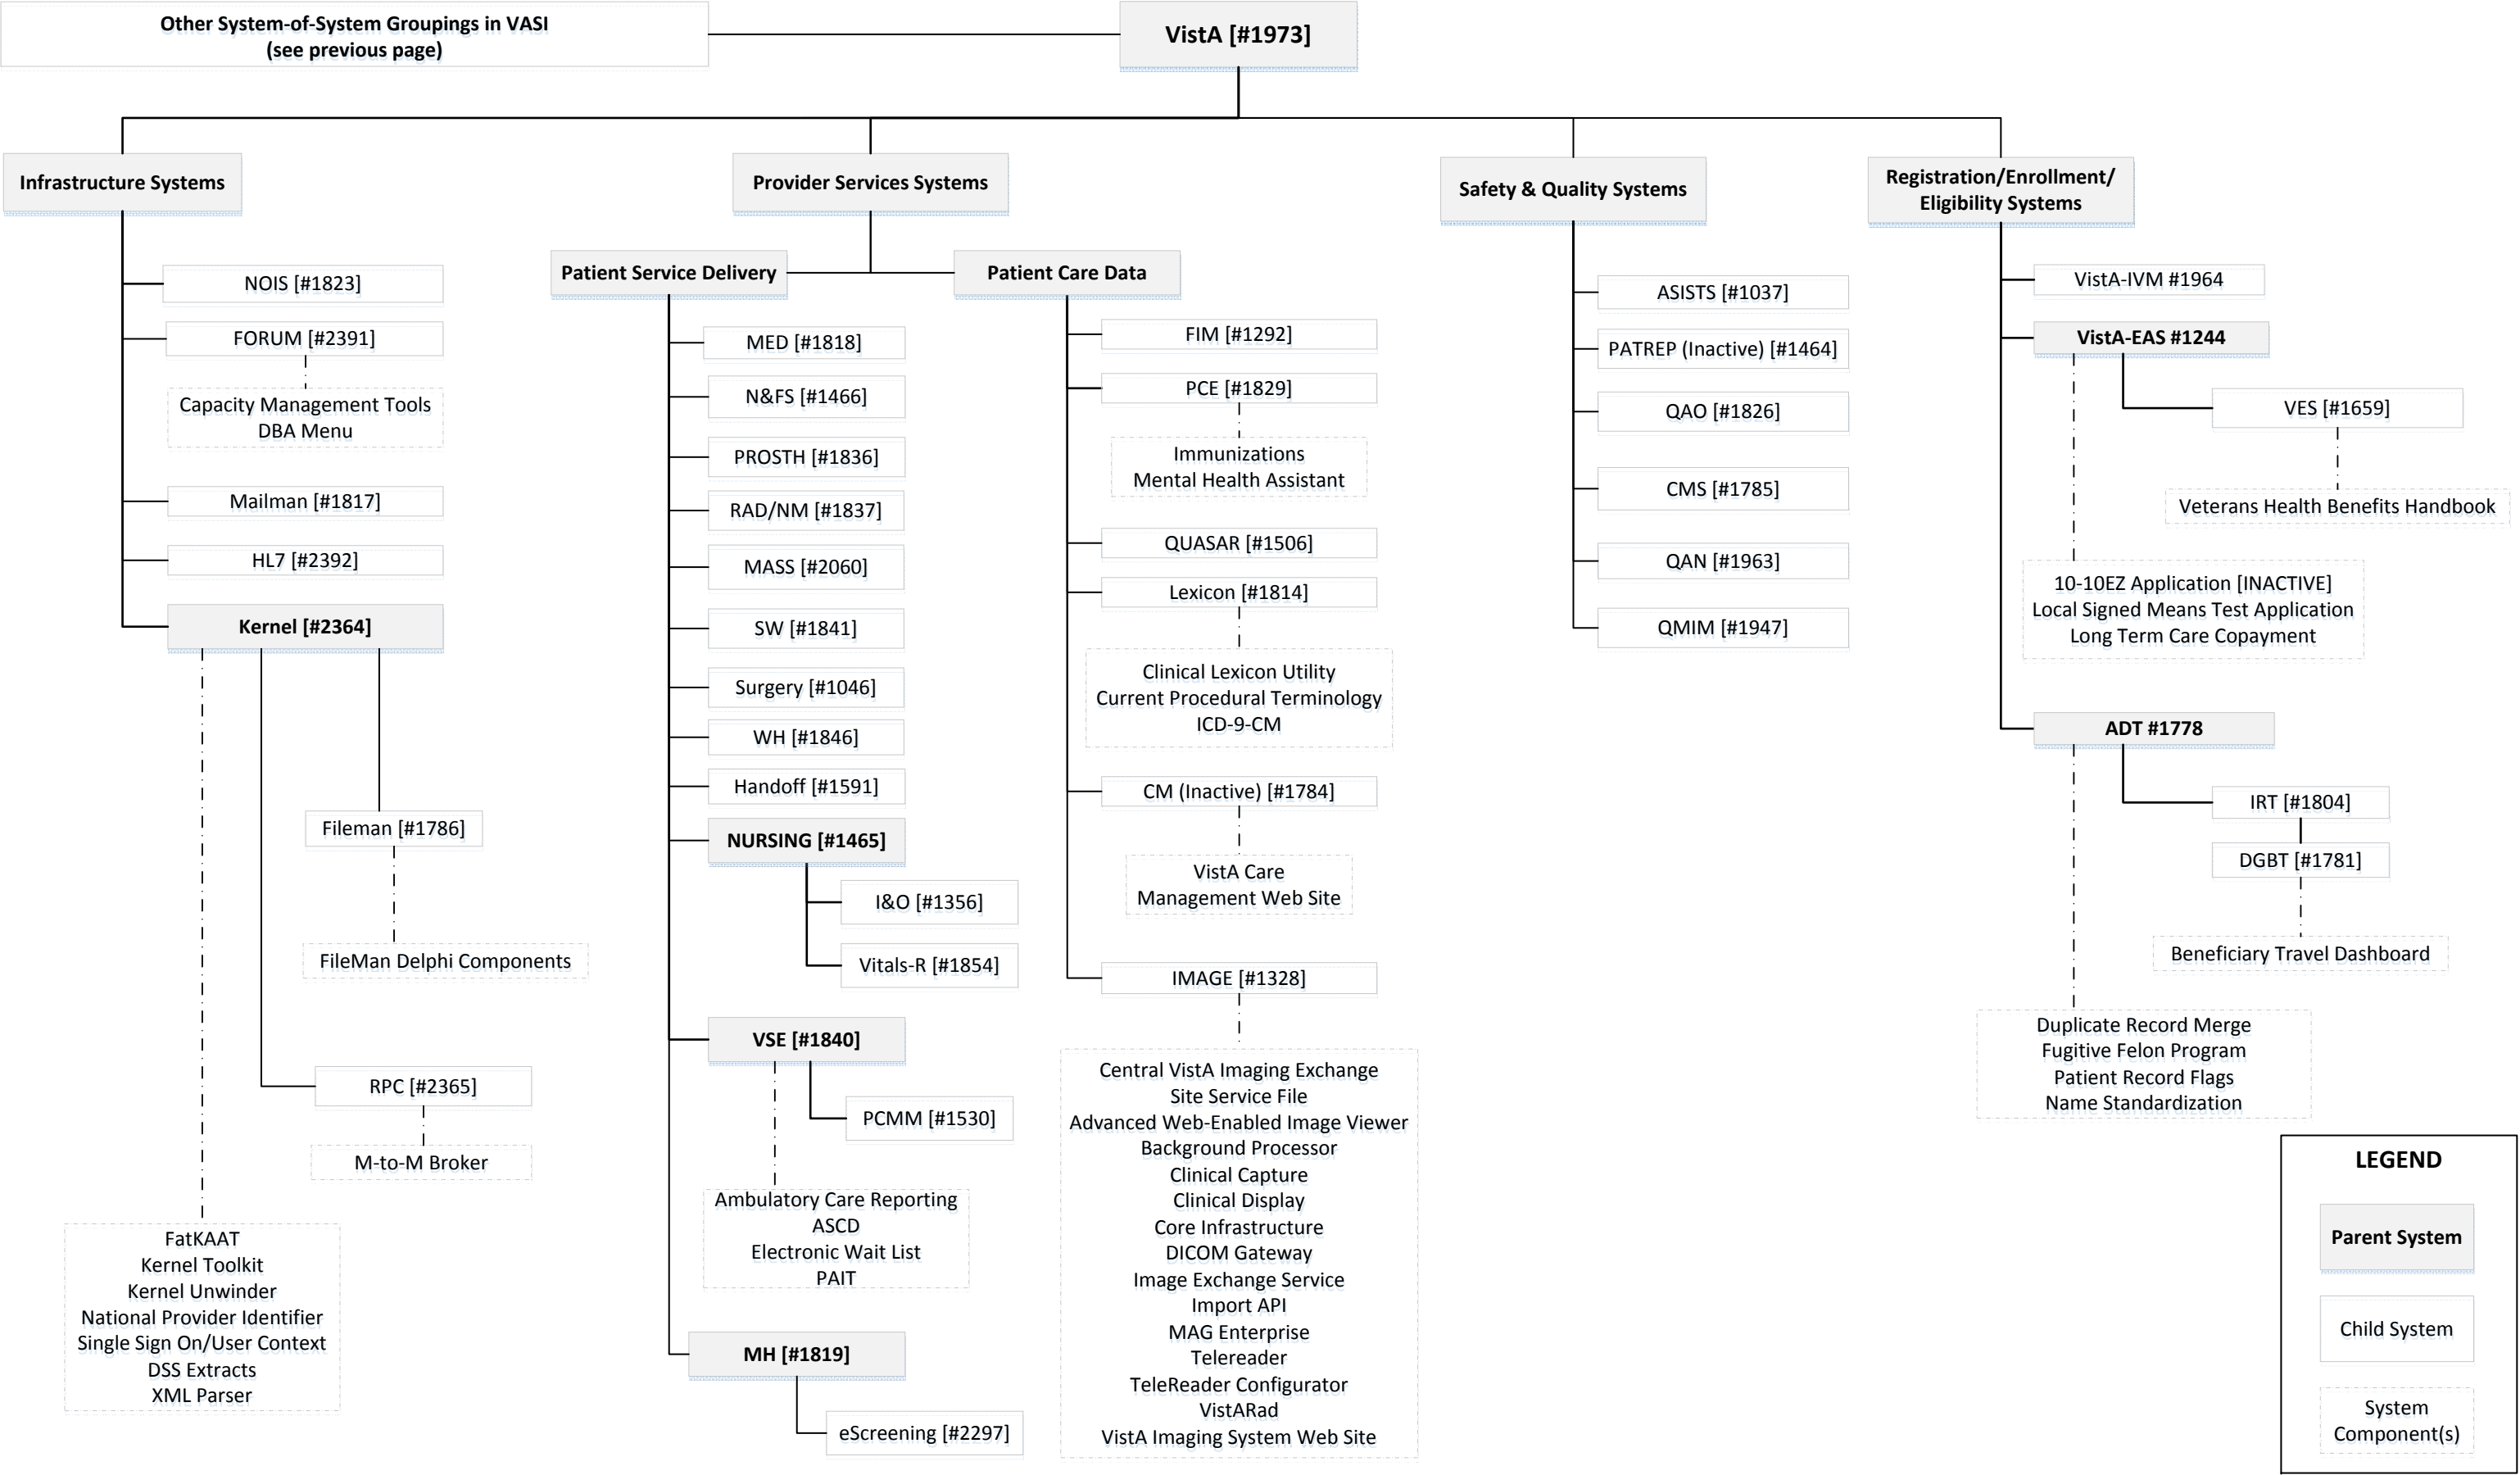 Other System-of-System Groupings in VASI
(see previous page)
VistA [#1973]
Infrastructure Systems
NOIS [#1823]
FORUM [#2391]
Capacity Management Tools
DBA Menu
Mailman [#1817]
HL7 [#2392]
Kernel [#2364]
Fileman [#1786]
FileMan Delphi Components
RPC [#2365]
M-to-M Broker
FatKAAT
Kernel Toolkit
Kernel Unwinder
National Provider Identifier
Single Sign On/User Context
DSS Extracts
XML Parser
Provider Services Systems
Patient Service Delivery
MED [#1818]
N&FS [#1466]
PROSTH [#1836]
RAD/NM [#1837]
MASS [#2060]
SW [#1841]
Surgery [#1046]
WH [#1846]
Handoff [#1591]
NURSING [#1465]
I&O [#1356]
Vitals-R [#1854]
VSE [#1840]
PCMM [#1530]
Ambulatory Care Reporting
ASCD
Electronic Wait List
PAIT
MH [#1819]
eScreening [#2297]
Patient Care Data
FIM [#1292]
PCE [#1829]
Immunizations
Mental Health Assistant
QUASAR [#1506]
Lexicon [#1814]
Clinical Lexicon Utility
Current Procedural Terminology
ICD-9-CM
CM (Inactive) [#1784]
VistA Care
Management Web Site
IMAGE [#1328]
Central VistA Imaging Exchange
Site Service File
Advanced Web-Enabled Image Viewer
Background Processor
Clinical Capture
Clinical Display
Core Infrastructure
DICOM Gateway
Image Exchange Service
Import API
MAG Enterprise
Telereader
TeleReader Configurator
VistARad
VistA Imaging System Web Site
Safety & Quality Systems
ASISTS [#1037]
PATREP (Inactive) [#1464]
QAO [#1826]
CMS [#1785]
QAN [#1963]
QMIM [#1947]
Registration/Enrollment/
Eligibility Systems
VistA-IVM #1964
VistA-EAS #1244
VES [#1659]
Veterans Health Benefits Handbook
10-10EZ Application [INACTIVE]
Local Signed Means Test Application
Long Term Care Copayment
ADT #1778
IRT [#1804]
DGBT [#1781]
Beneficiary Travel Dashboard
Duplicate Record Merge
Fugitive Felon Program
Patient Record Flags
Name Standardization
LEGEND
Parent System
Child System
System
Component(s)